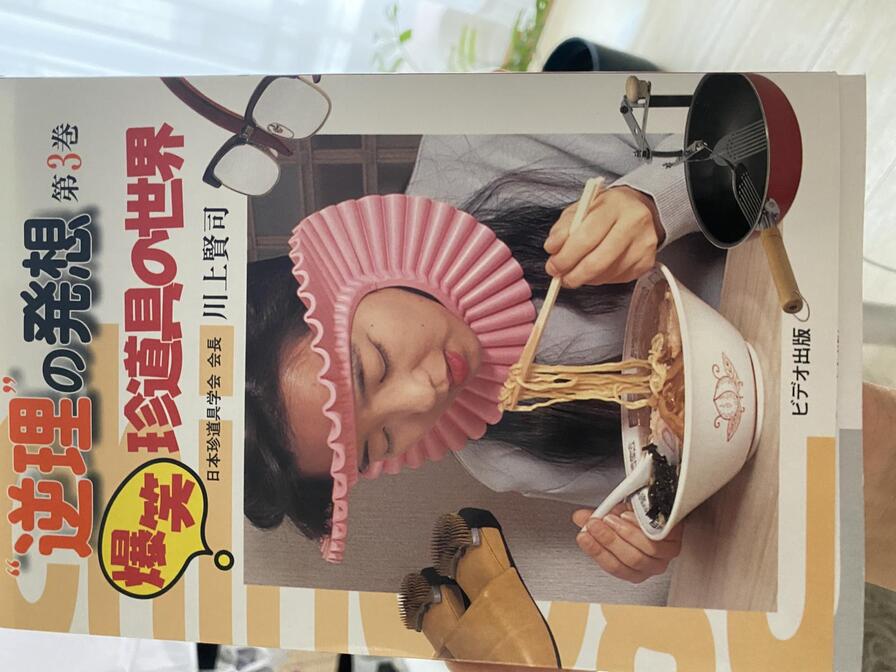 “逆理”の発想 第3巻
爆笑
珍道具の世界
日本珍道具学会 会長 川上賢司
ビデオ出版